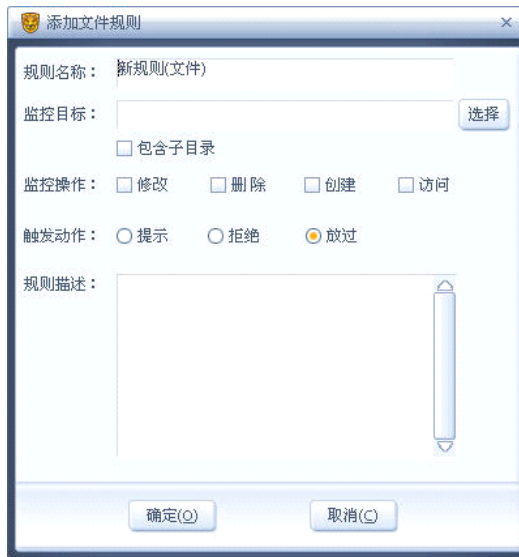 添加文件规则
规则名称： 新规则(文件)
监控目标： 选择
包含子目录
监控操作： 修改 删除 创建 访问
触发动作： 提示 拒绝 放过
规则描述：
确定(O) 取消(C)